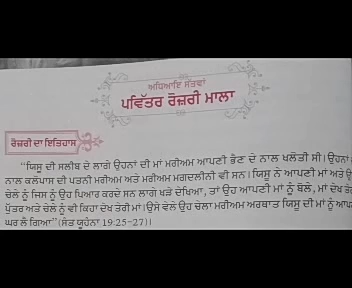 ਅਧਿਆਇ ਸੱਤਵਾਂ
ਪਵਿੱਤਰ ਰੋਜ਼ਰੀ ਮਾਲਾ
ਰੋਜ਼ਰੀ ਦਾ ਇਤਿਹਾਸ
"ਯਿਸੂ ਦੀ ਸਲੀਬ ਦੇ ਲਾਗੇ ਉਹਨਾਂ ਦੀ ਮਾਂ ਮਰੀਅਮ ਆਪਣੀ ਭੈਣ ਦੇ ਨਾਲ ਖਲੋਤੀ ਸੀ। ਉਹਨਾਂ
ਨਾਲ ਕਲੋਪਾਸ ਦੀ ਪਤਨੀ ਮਰੀਅਮ ਅਤੇ ਮਰੀਅਮ ਮਗਦਲੀਨੀ ਵੀ ਸਨ। ਯਿਸੂ ਨੇ ਆਪਣੀ ਮਾਂ ਅਤੇ
ਚੇਲੇ ਨੂੰ ਜਿਸ ਨੂੰ ਉਹ ਪਿਆਰ ਕਰਦੇ ਸਨ ਲਾਗੇ ਖੜੇ ਦੇਖਿਆ, ਤਾਂ ਉਹ ਆਪਣੀ ਮਾਂ ਨੂੰ ਬੋਲੇ, ਮਾਂ ਦੇਖ
ਪੁੱਤਰ ਅਤੇ ਚੇਲੇ ਨੂੰ ਵੀ ਕਿਹਾ ਦੇਖ ਤੇਰੀ ਮਾਂ। ਉਸੇ ਵੇਲੇ ਉਹ ਚੇਲਾ ਮਰੀਅਮ ਅਰਥਾਤ ਯਿਸੂ ਦੀ ਮਾਂ ਨੂੰ
ਘਰ ਲੈ ਗਿਆ" (ਸੰਤ ਯੂਹੰਨਾ 19:25-27)।